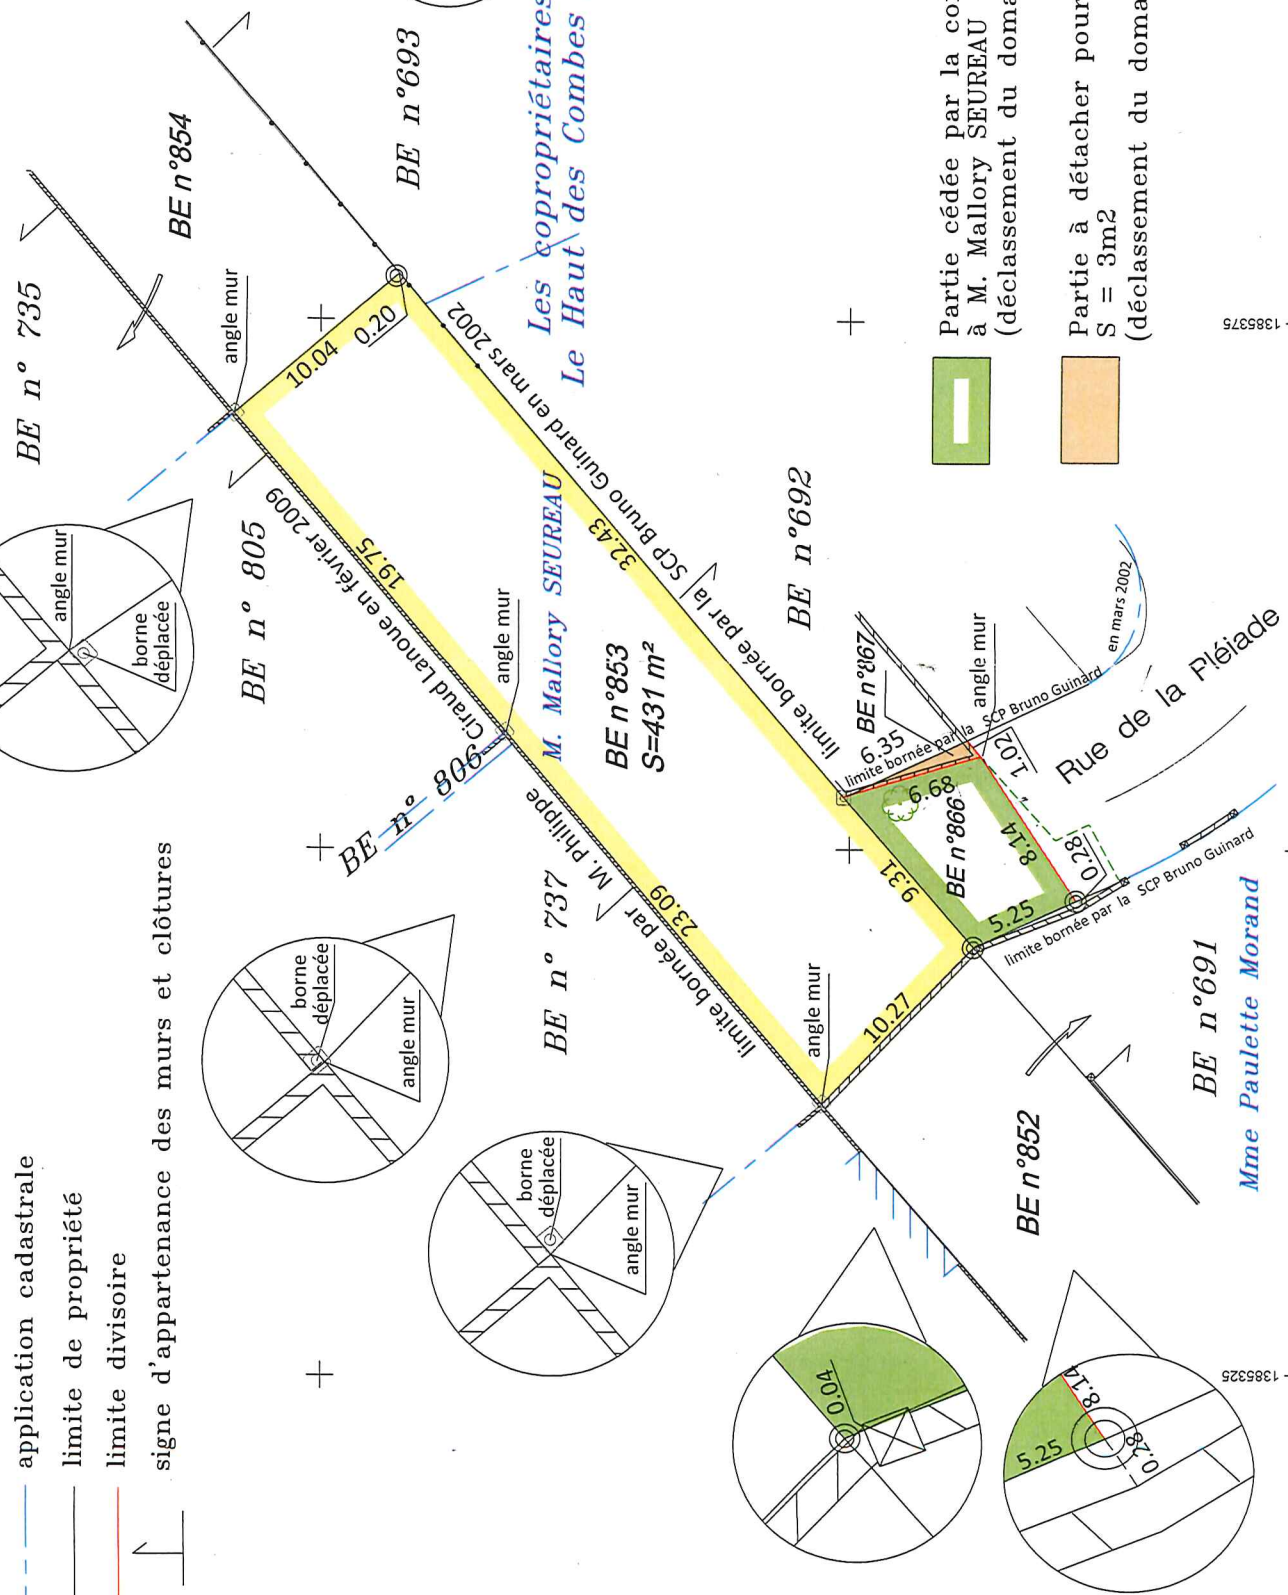 application cadastrale
limite de propriété
limite divisoire
signe d'appartenance des murs et clôtures
BE n° 735
BE n°854
BE n°693
Les copropriétaires
Le Haut des Combes
angle mur
borne
déplacée
BE n° 805
angle mur
10.04
0.20
limite bornée par M. Philippe Ciraud Lanoue en février 2009
19.75
23.09
angle mur
BE n° 806
M. Mallory SEUREAU
BE n°853
S=431 m²
32.43
limite bornée par la SCP Bruno Guinard en mars 2002
BE n°692
BE n° 737
borne
déplacée
angle mur
borne
déplacée
angle mur
angle mur
10.27
9.31
BE n°867
6.35
limite bornée par la SCP Bruno Guinard en mars 2002
angle mur
6.68
BE n°866
8.14
1.02
5.25
0.28
limite bornée par la SCP Bruno Guinard
Rue de la Pléiade
BE n°852
BE n°691
Mme Paulette Morand
0.04
5.25
8.14
0.28
Partie cédée par la
à M. Mallory SEUREAU
(déclassement du
Partie à détacher pour
S = 3m2
(déclassement du
1385375
1385325